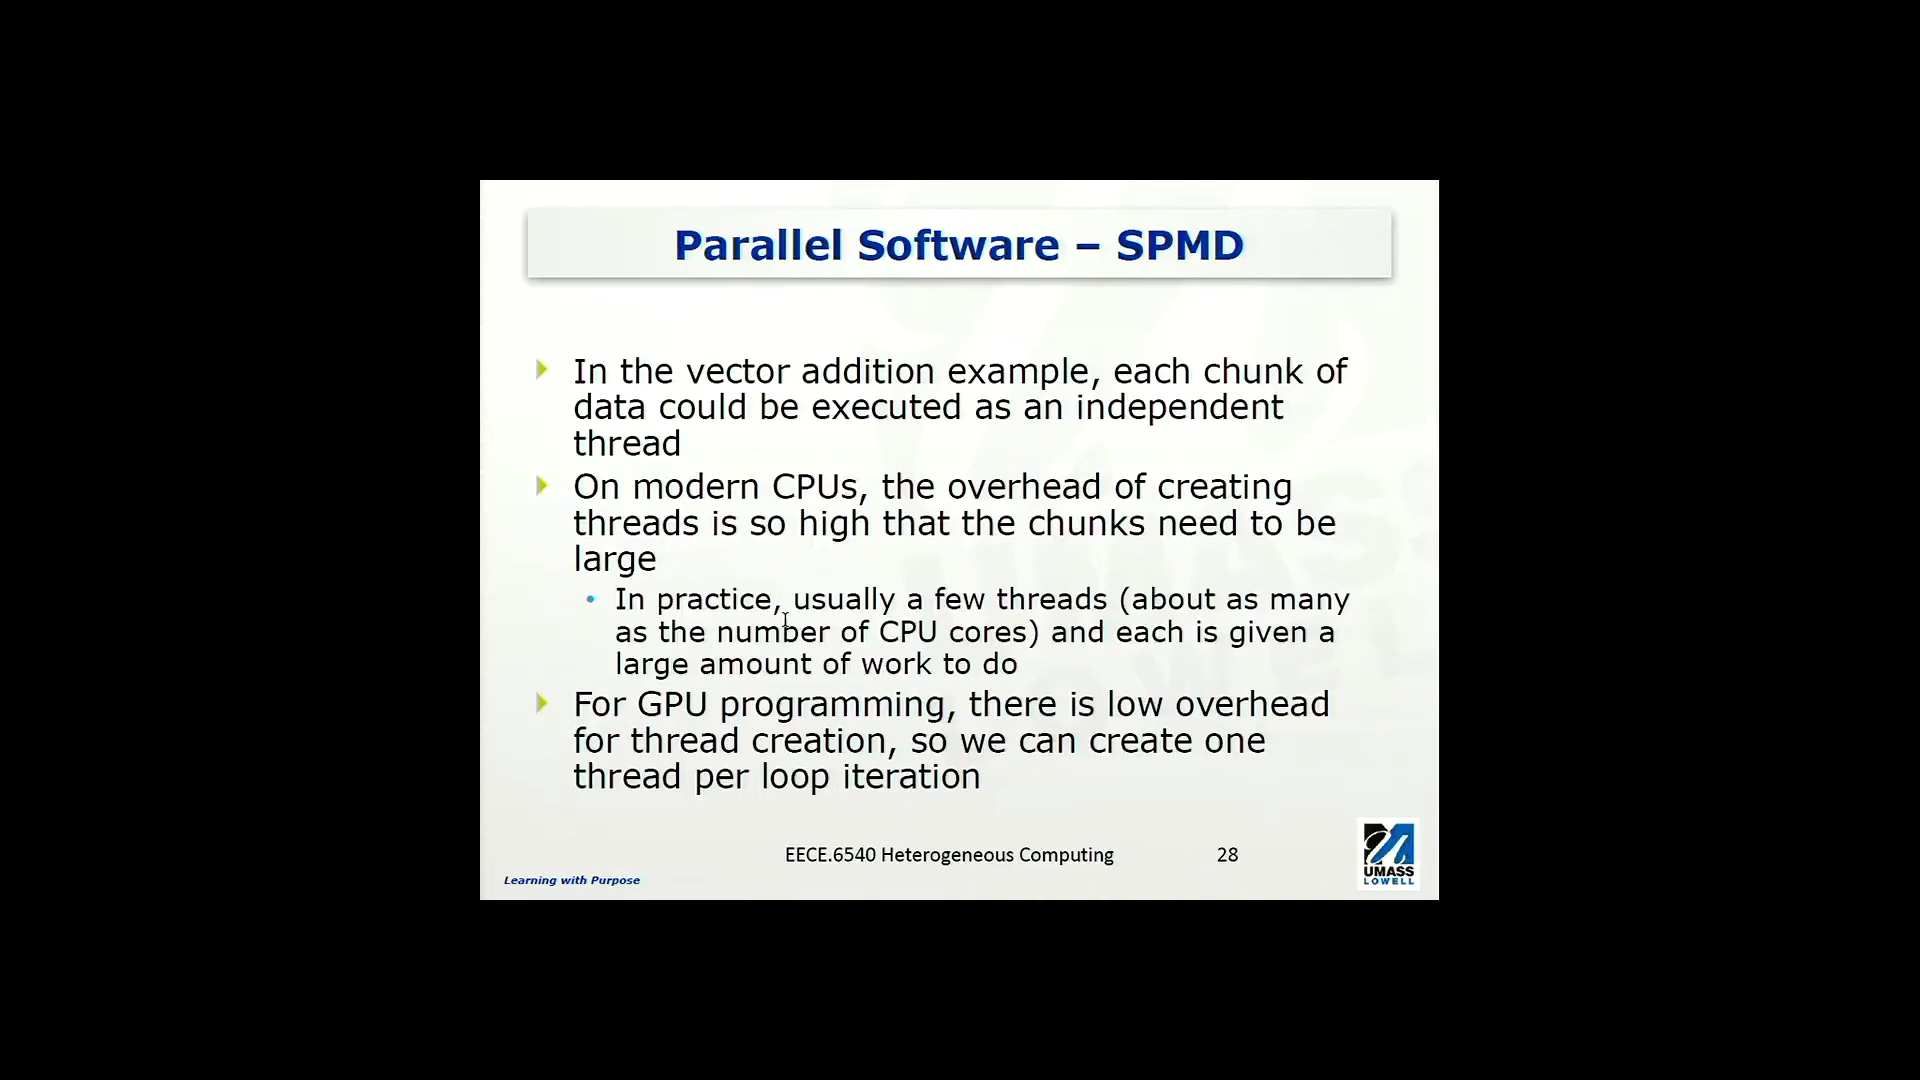 Parallel Software – SPMD
In the vector addition example, each chunk of
data could be executed as an independent
thread
On modern CPUs, the overhead of creating
threads is so high that the chunks need to be
large
In practice, usually a few threads (about as many
as the number of CPU cores) and each is given a
large amount of work to do
For GPU programming, there is low overhead
for thread creation, so we can create one
thread per loop iteration
EECE.6540 Heterogeneous Computing
28
UMASS
LOWELL
Learning with Purpose